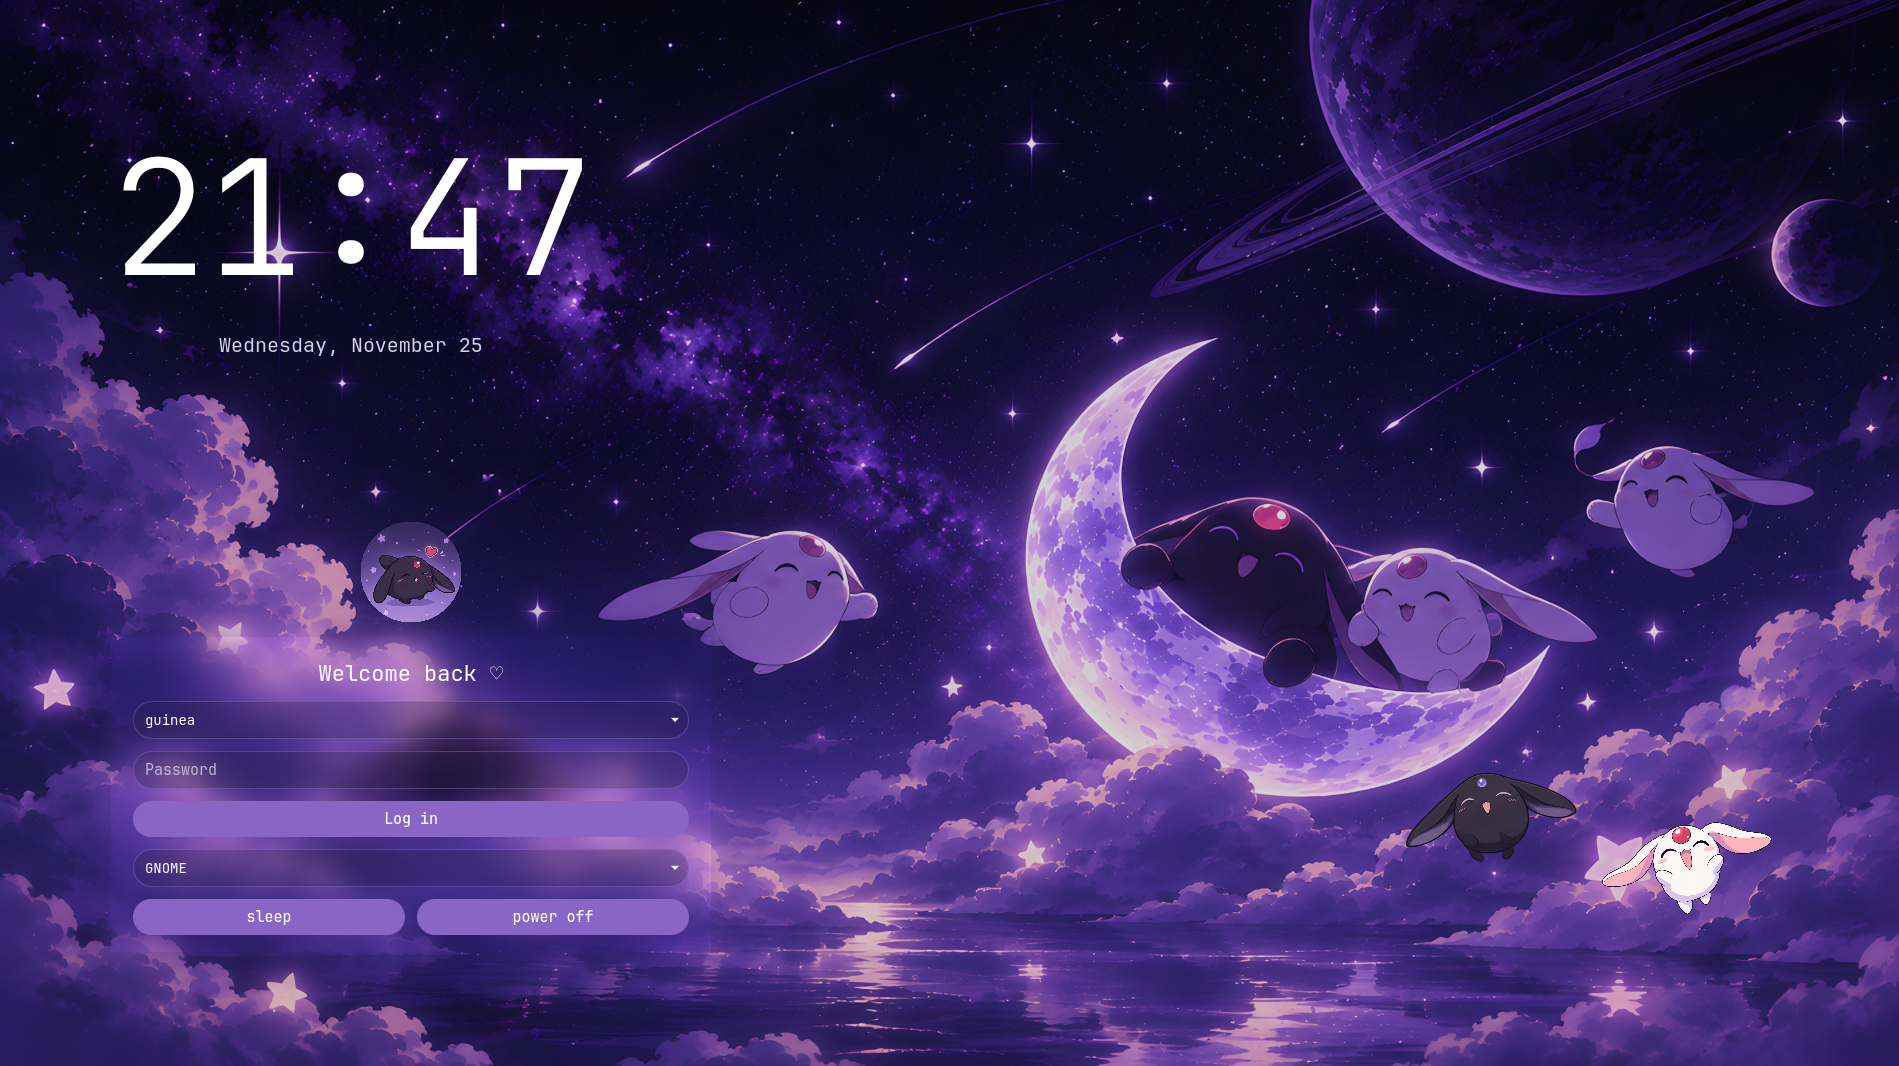 21:47
Wednesday, November 25
Welcome back ♡
guinea
Password
Log in
GNOME
sleep
power off